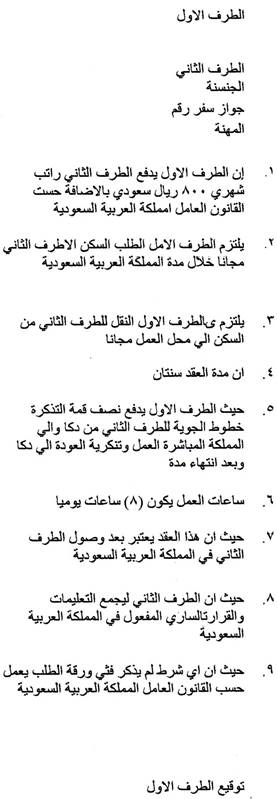 الطرف الاول
الطرف الثاني
الجنسنة
جواز سفر رقم
المهنة
١. إن الطرف الاول يدفع الطرف الثاني راتب
شهري ٨٠٠ ريال سعودي بالاضافة حست
القانون العامل اممكلة العربية السعودية
٢. يلتزم الطرف الامل الطلب السكن الاطرف الثاني
مجانا خلال مدة المملكة العربية السعودية
٣. يلتزم الطرف الاول النقل للطرف الثاني من
السكن الي محل العمل مجانا
٤. ان مدة العقد سنتان
٥. حيث الطرف الاول يدفع نصف قمة التذكرة
خطوط الجوية للطرف الثاني من دكا والي
المملكة المباشرة العمل وتنكرية العودة الي دكا
وبعد انتهاء مدة
٦. ساعات العمل يكون (٨) ساعات يوميا
٧. حيث ان هذا العقد يعتبر بعد وصول الطرف
الثاني في المملكة العربية السعودية
٨. حيث ان الطرف الثاني ليجمع التعليمات
والقرارتالساري المفعول في المملكة العربية
السعودية
٩. حيث ان اي شرط لم يذكر فئي ورقة الطلب يعمل
حسب القانون العامل المملكة العربية السعودية
توقيع الطرف الاول